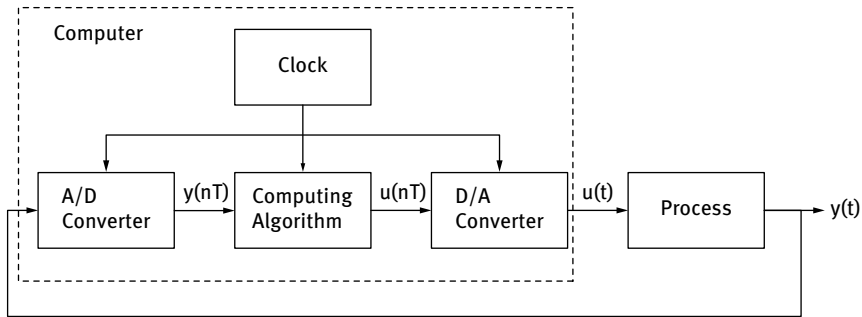 Computer
Clock
A/D
Converter
y(nT)
Computing
Algorithm
u(nT)
D/A
Converter
u(t)
Process
y(t)